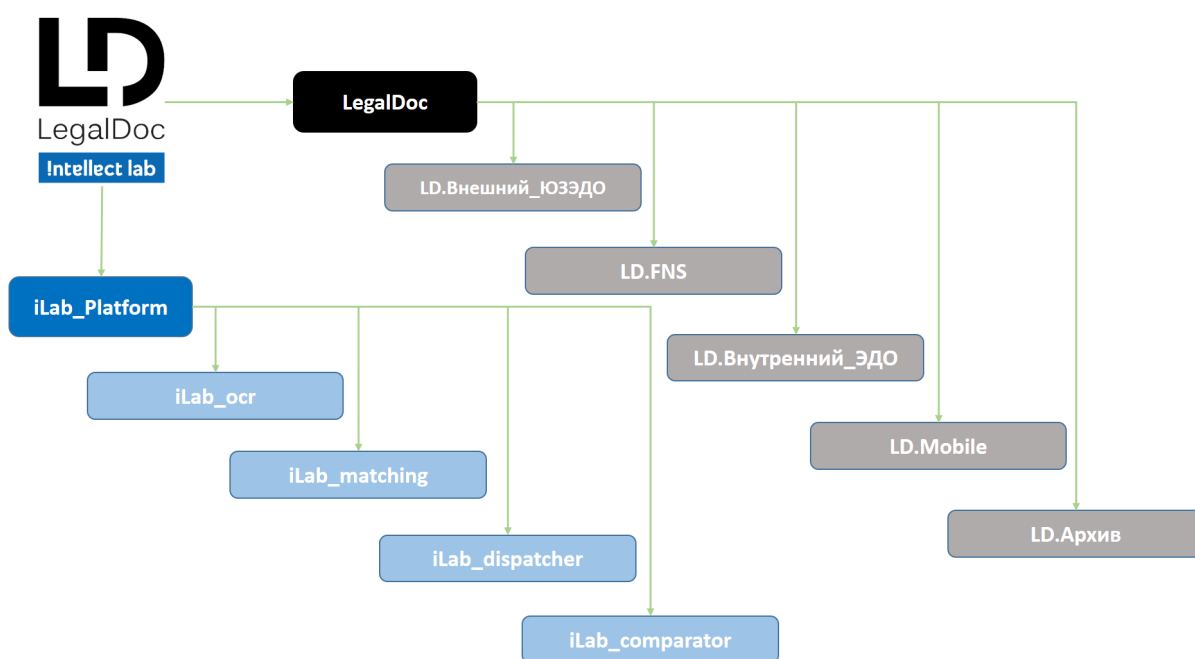 LD
LegalDoc
!ntellect lab
LegalDoc
LD.Внешний_ЮЗЭДО
LD.FNS
iLab_Platform
LD.Внутренний_ЭДО
iLab_ocr
LD.Mobile
iLab_matching
LD.Архив
iLab_dispatcher
iLab_comparator